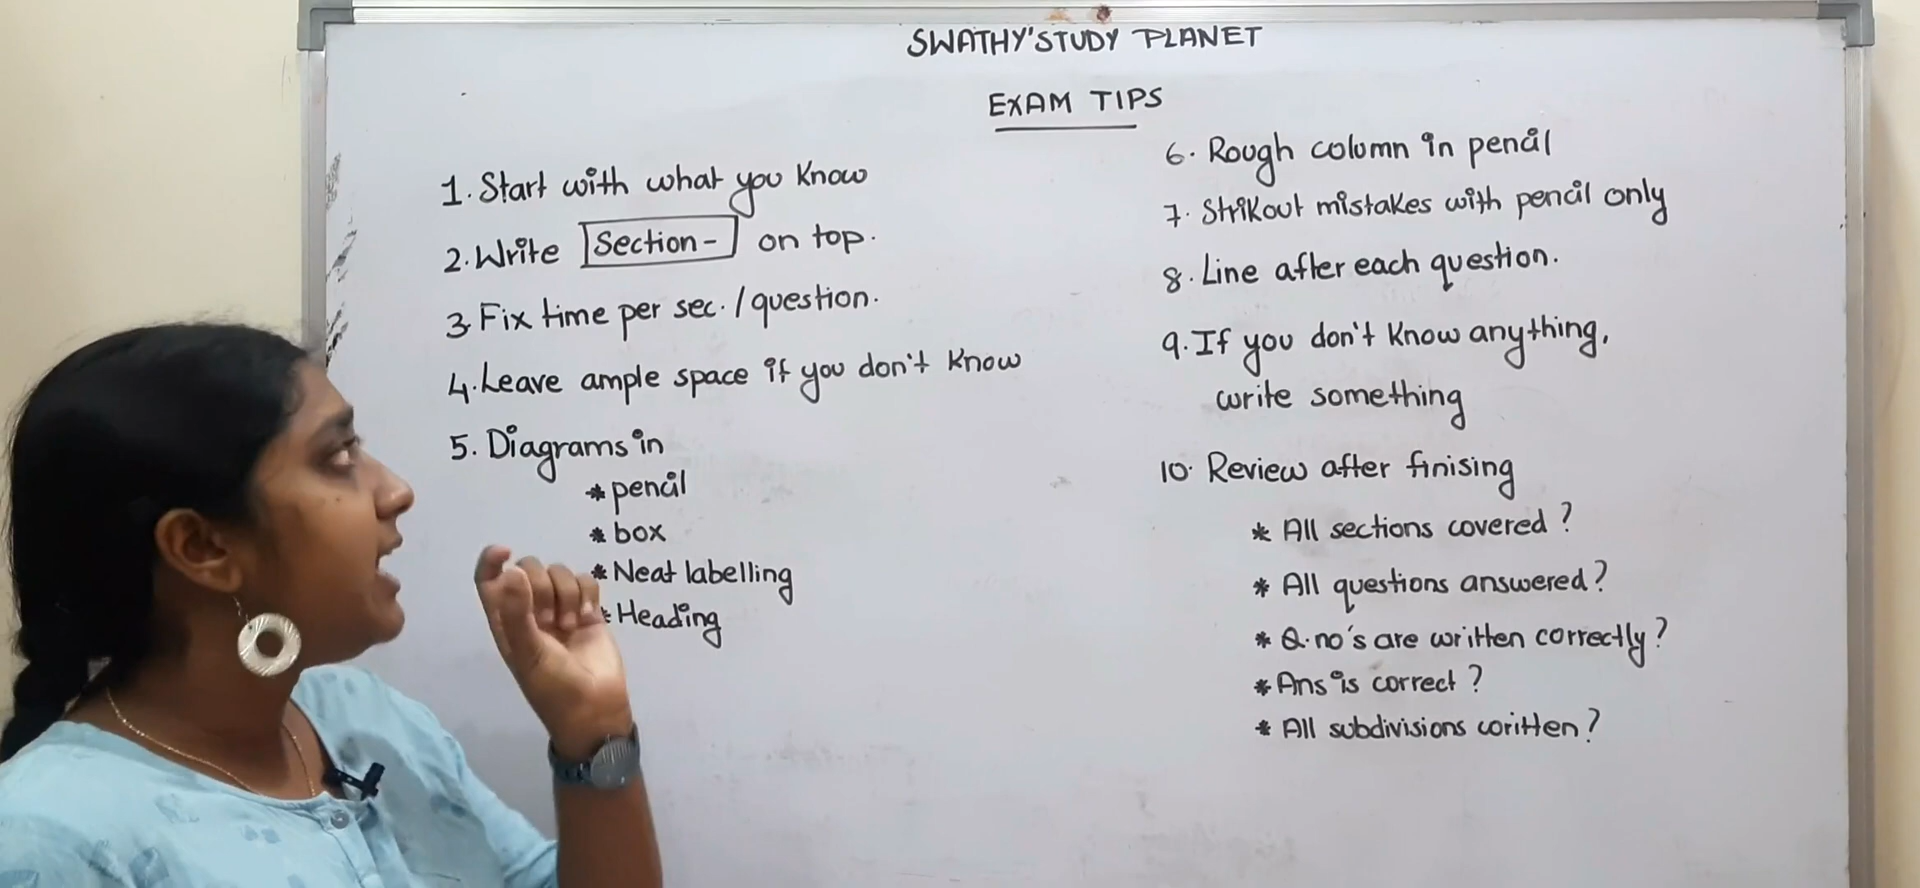 SWATHY'STUDY PLANET
EXAM TIPS
1. Start with what you know
2. Write Section- on top.
3. Fix time per sec. / question.
4. Leave ample space if you don't know
5. Diagrams in
* pencil
* box
* Neat labelling
* Heading
6. Rough column in pencil
7. Strikout mistakes with pencil only
8. Line after each question.
9. If you don't know anything,
write something
10. Review after finising
* All sections covered?
* All questions answered?
* Q.no's are written correctly?
* Ans is correct?
* All subdivisions written?